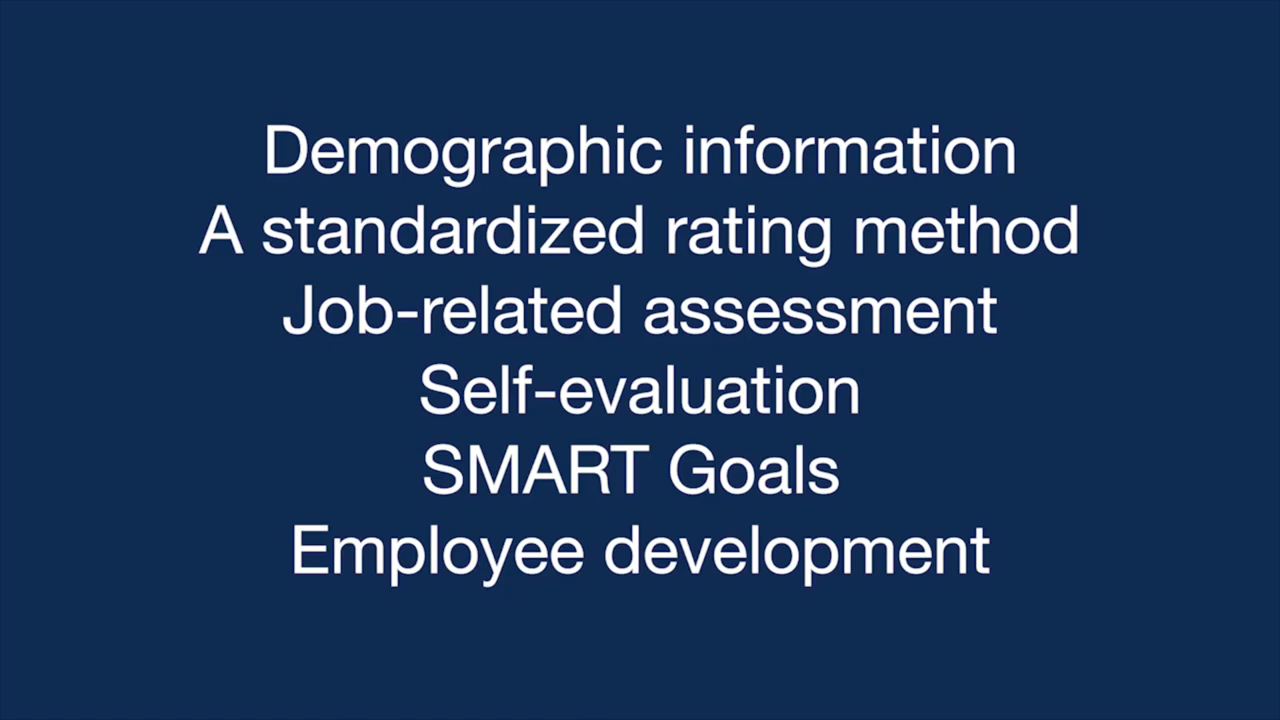 Demographic information
A standardized rating method
Job-related assessment
Self-evaluation
SMART Goals
Employee development